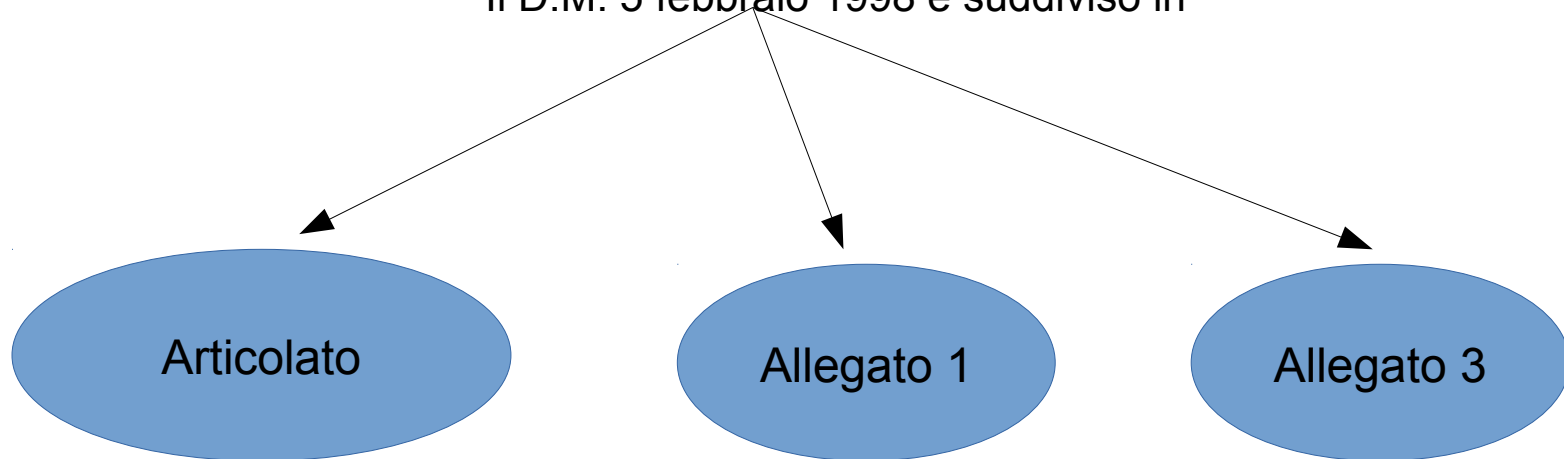 Il D.M. 5 febbraio 1998 è suddiviso in
Articolato
Allegato 1
Allegato 3